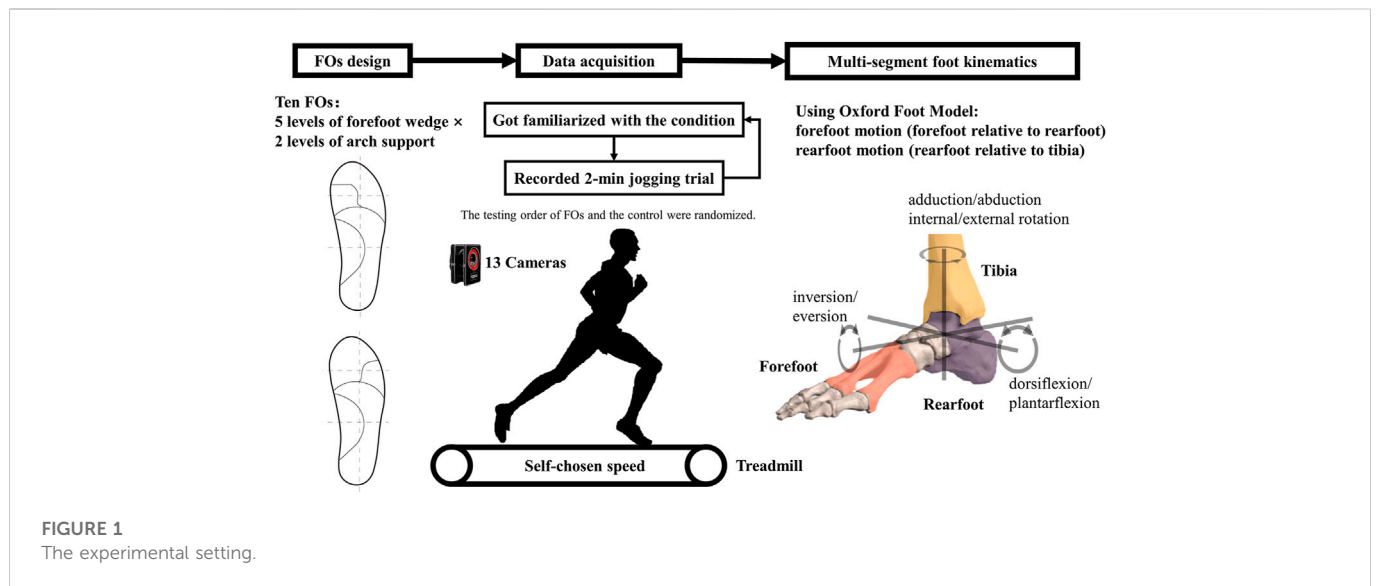 FOs design
Data acquisition
Multi-segment foot kinematics
Ten FOs:
5 levels of forefoot wedge ×
2 levels of arch support
Got familiarized with the condition
Recorded 2-min jogging trial
The testing order of FOs and the control were randomized.
13 Cameras
Self-chosen speed
Treadmill
Using Oxford Foot Model:
forefoot motion (forefoot relative to rearfoot)
rearfoot motion (rearfoot relative to tibia)
adduction/abduction
internal/external rotation
Tibia
inversion/
eversion
Forefoot
Rearfoot
dorsiflexion/
plantarflexion
FIGURE 1
The experimental setting.